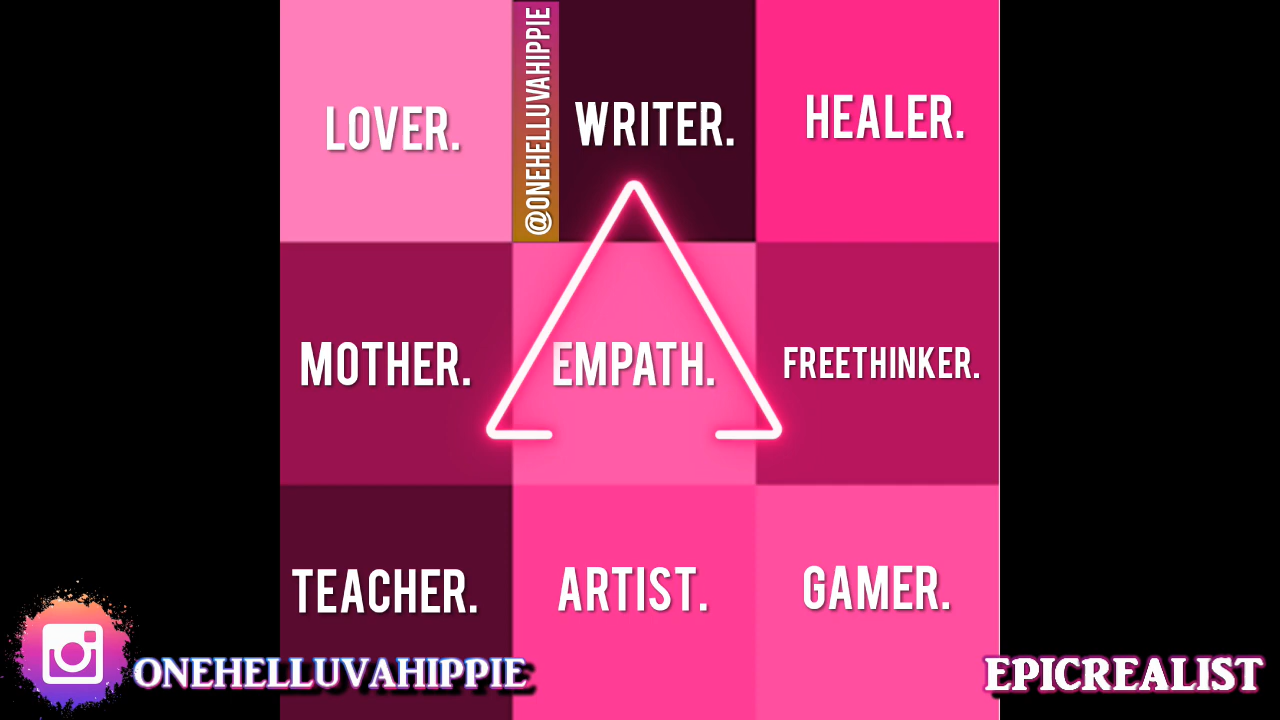 LOVER.
@ONEHELLUVAHIPPIE
WRITER.
HEALER.
MOTHER.
EMPATH.
FREETHINKER.
TEACHER.
ARTIST.
GAMER.
ONEHELLUVAHIPPIE
EPICREALIST